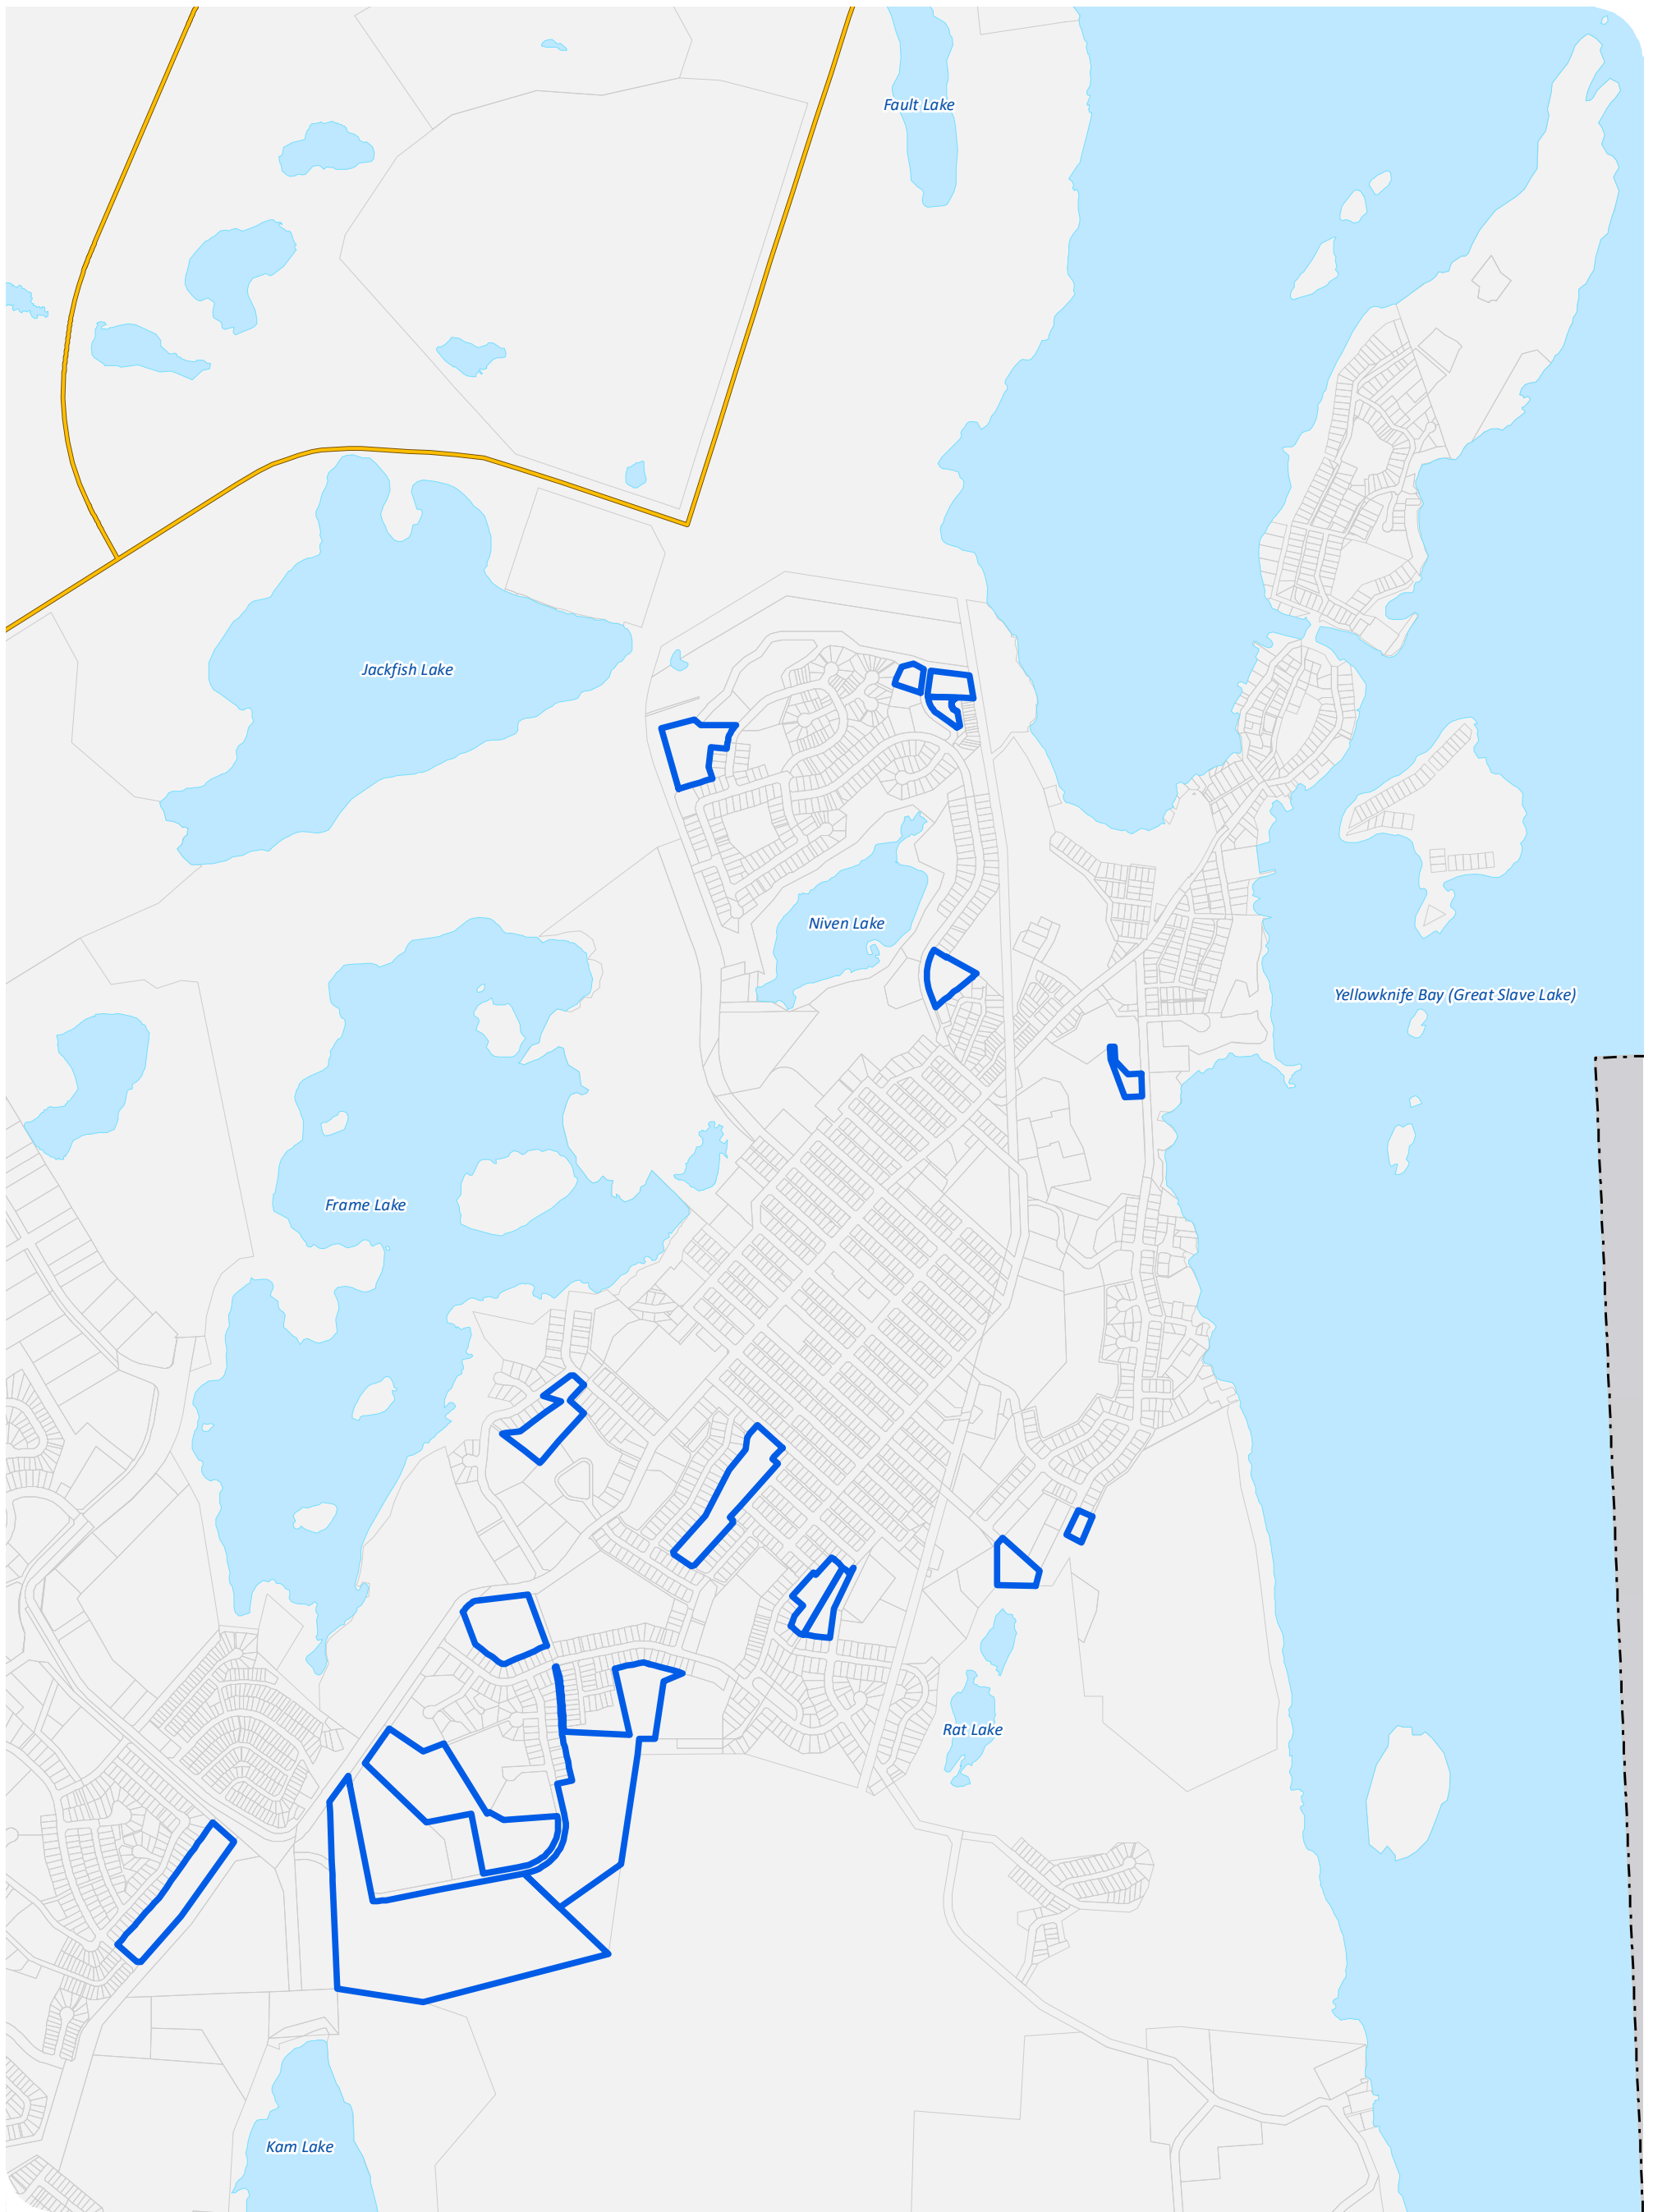 Fault Lake
Jackfish Lake
Niven Lake
Yellowknife Bay (Great Slave Lake)
Frame Lake
Rat Lake
Kam Lake